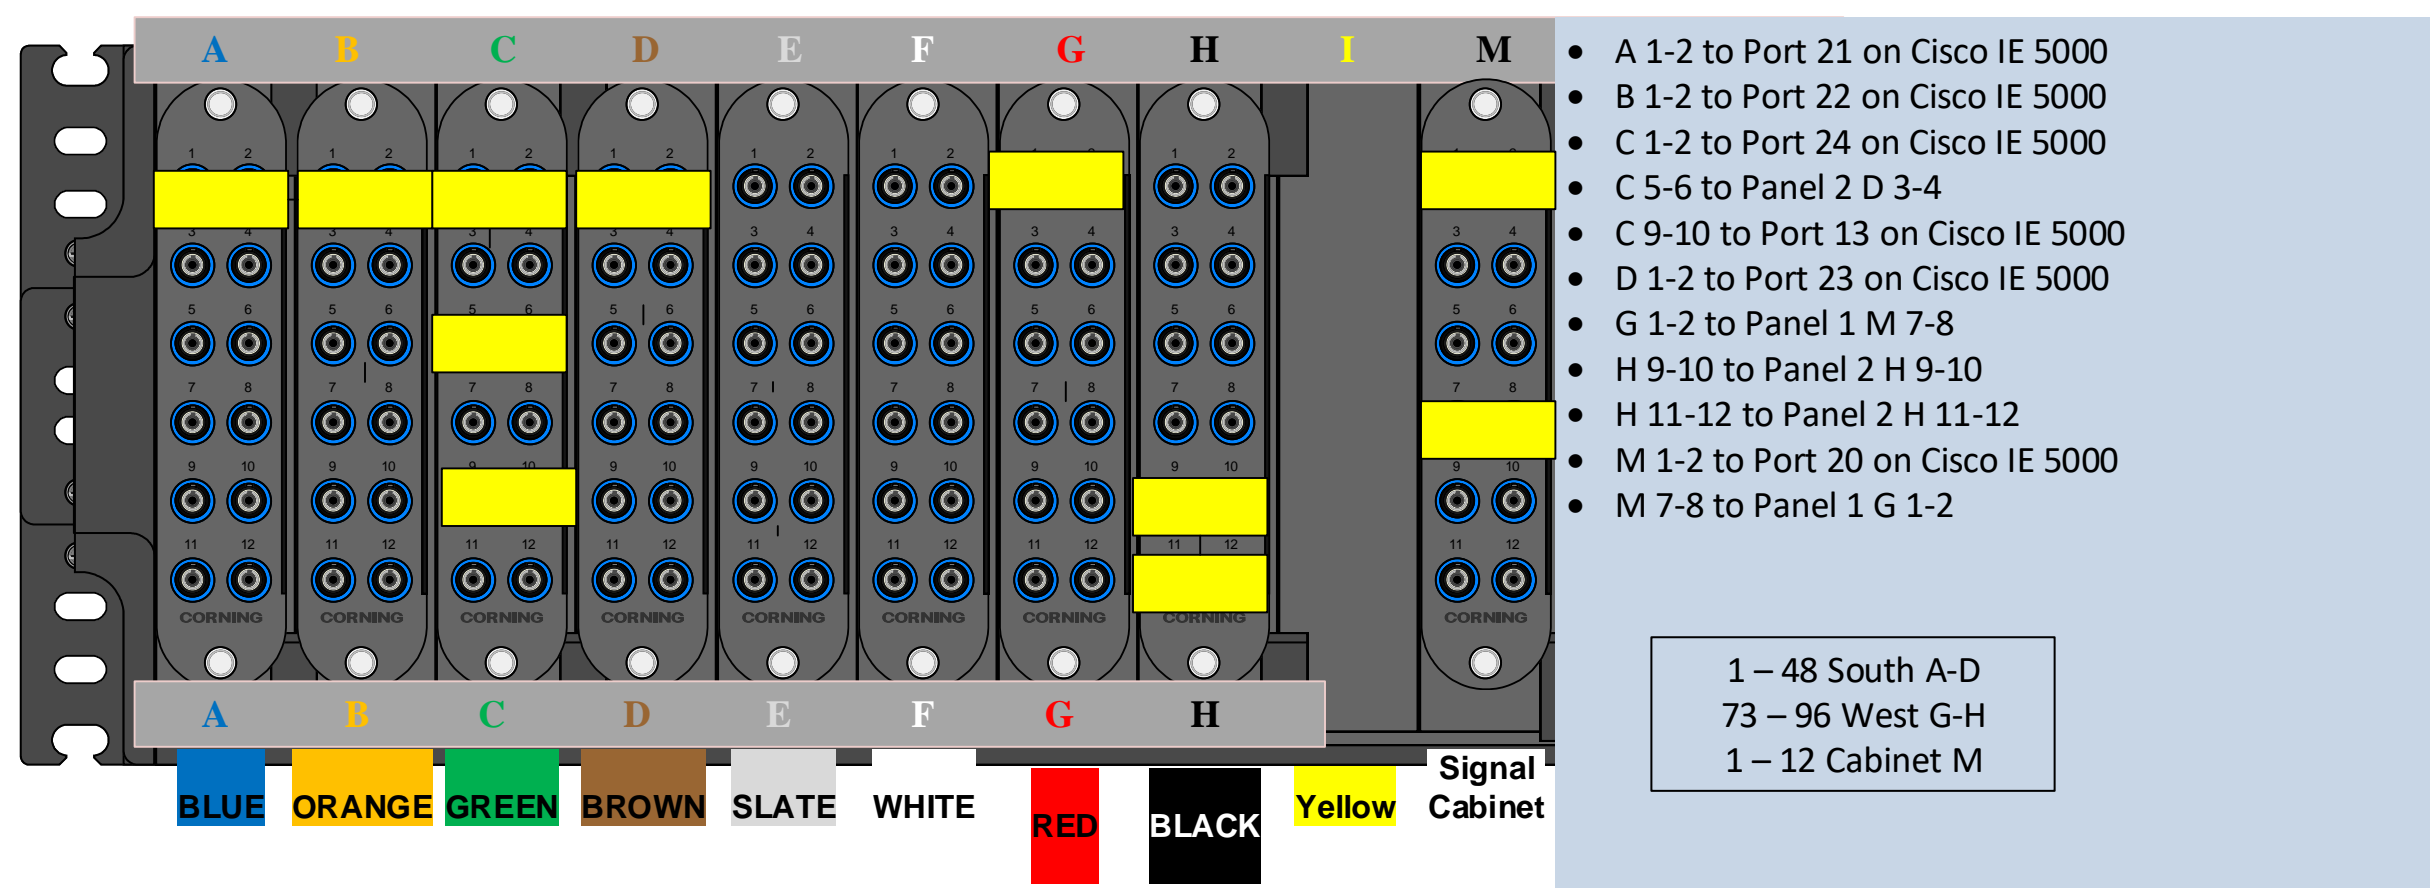 A B C D E F G H I M
1 2 1 2 1 2 1 2 1 2 1 2 1 2 1 2
3 4 3 4 3 4 3 4 3 4 3 4 3 4 3 4 3 4
5 6 5 6 5 6 5 6 5 6 5 6 5 6 5 6 5 6
7 8 7 8 7 8 7 8 7 8 7 8 7 8 7 8 7 8
9 10 9 10 9 10 9 10 9 10 9 10 9 10 9 10 9 10
11 12 11 12 11 12 11 12 11 12 11 12 11 12 11 12 11 12
CORNING CORNING CORNING CORNING CORNING CORNING CORNING CORNING CORNING
A B C D E F G H
BLUE ORANGE GREEN BROWN SLATE WHITE RED BLACK Yellow Signal
Cabinet
• A 1-2 to Port 21 on Cisco IE 5000
• B 1-2 to Port 22 on Cisco IE 5000
• C 1-2 to Port 24 on Cisco IE 5000
• C 5-6 to Panel 2 D 3-4
• C 9-10 to Port 13 on Cisco IE 5000
• D 1-2 to Port 23 on Cisco IE 5000
• G 1-2 to Panel 1 M 7-8
• H 9-10 to Panel 2 H 9-10
• H 11-12 to Panel 2 H 11-12
• M 1-2 to Port 20 on Cisco IE 5000
• M 7-8 to Panel 1 G 1-2
1 – 48 South A-D
73 – 96 West G-H
1 – 12 Cabinet M